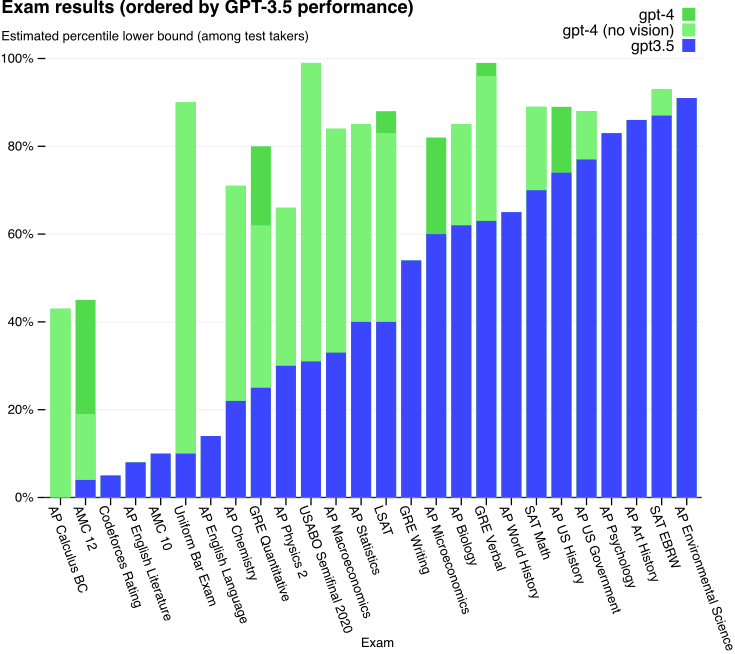 Exam results (ordered by GPT-3.5 performance)
Estimated percentile lower bound (among test takers)
gpt-4
gpt-4 (no vision)
gpt3.5
100%
80%
60%
40%
20%
0%
AP Calculus BC
AMC 12
Codeforces Rating
AP English Literature
AMC 10
Uniform Bar Exam
AP English Language
AP Chemistry
GRE Quantitative
AP Physics 2
USABO Semifinal 2020
AP Macroeconomics
AP Statistics
LSAT
GRE Writing
AP Microeconomics
AP Biology
GRE Verbal
AP World History
SAT Math
AP US History
AP US Government
AP Psychology
AP Art History
SAT EBRW
AP Environmental Science
Exam